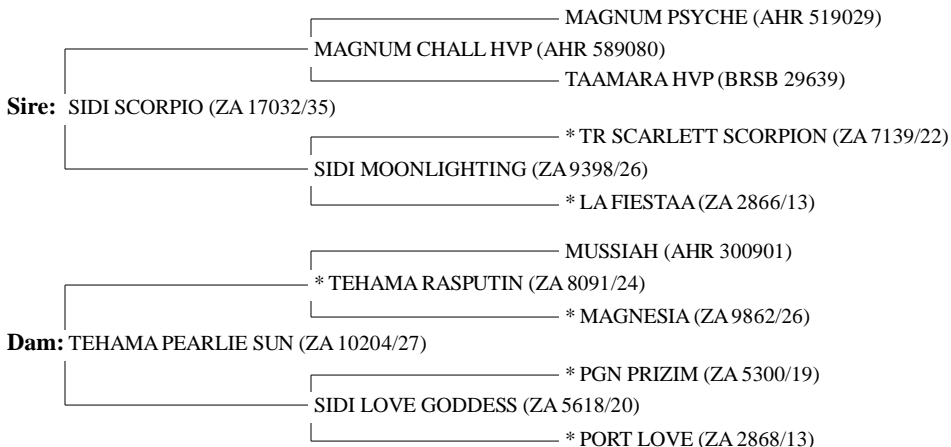 MAGNUM PSYCHE (AHR 519029)
MAGNUM CHALL HVP (AHR 589080)
TAAMARA HVP (BRSB 29639)
Sire: SIDI SCORPIO (ZA 17032/35)
* TR SCARLETT SCORPION (ZA 7139/22)
SIDI MOONLIGHTING (ZA 9398/26)
* LA FIESTAA (ZA 2866/13)
MUSSIAH (AHR 300901)
* TEHAMA RASPUTIN (ZA 8091/24)
* MAGNESIA (ZA 9862/26)
Dam: TEHAMA PEARLIE SUN (ZA 10204/27)
* PGN PRIZIM (ZA 5300/19)
SIDI LOVE GODDESS (ZA 5618/20)
* PORT LOVE (ZA 2868/13)